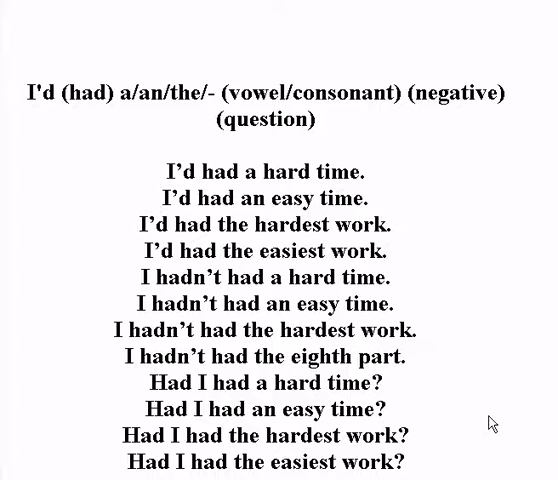 I'd (had) a/an/the/- (vowel/consonant) (negative)
(question)
I’d had a hard time.
I’d had an easy time.
I’d had the hardest work.
I’d had the easiest work.
I hadn’t had a hard time.
I hadn’t had an easy time.
I hadn’t had the hardest work.
I hadn’t had the eighth part.
Had I had a hard time?
Had I had an easy time?
Had I had the hardest work?
Had I had the easiest work?